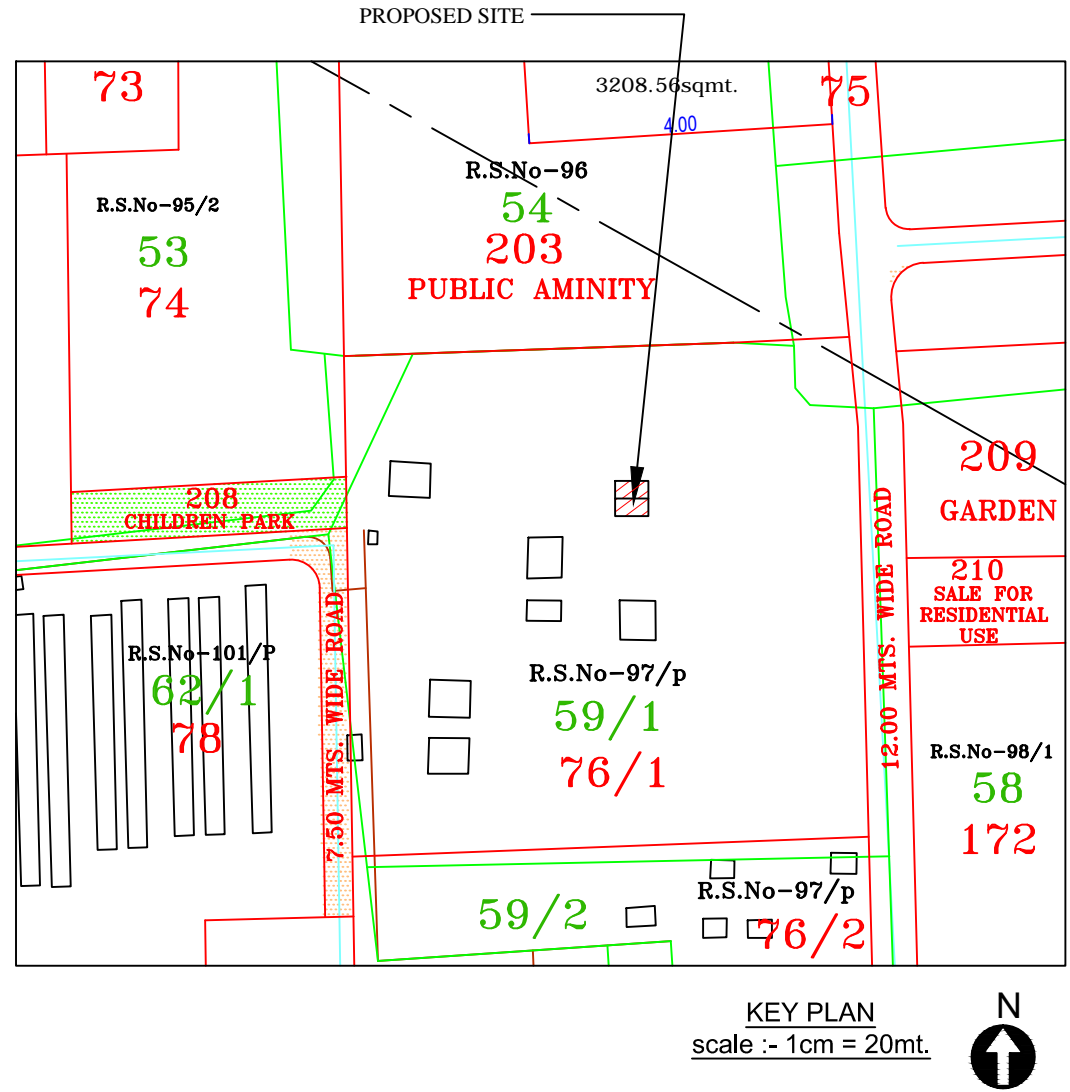 PROPOSED SITE
73
3208.56sqmt.
75
4.00
R.S.No-96
54
203
PUBLIC AMINITY
R.S.No-95/2
53
74
209
GARDEN
208
CHILDREN PARK
210
SALE FOR
RESIDENTIAL
USE
R.S.No-101/P
62/1
78
7.50 MTS. WIDE ROAD
R.S.No-97/p
59/1
76/1
12.00 MTS. WIDE ROAD
R.S.No-98/1
58
172
59/2
R.S.No-97/p
76/2
KEY PLAN
scale :- 1cm = 20mt.
N